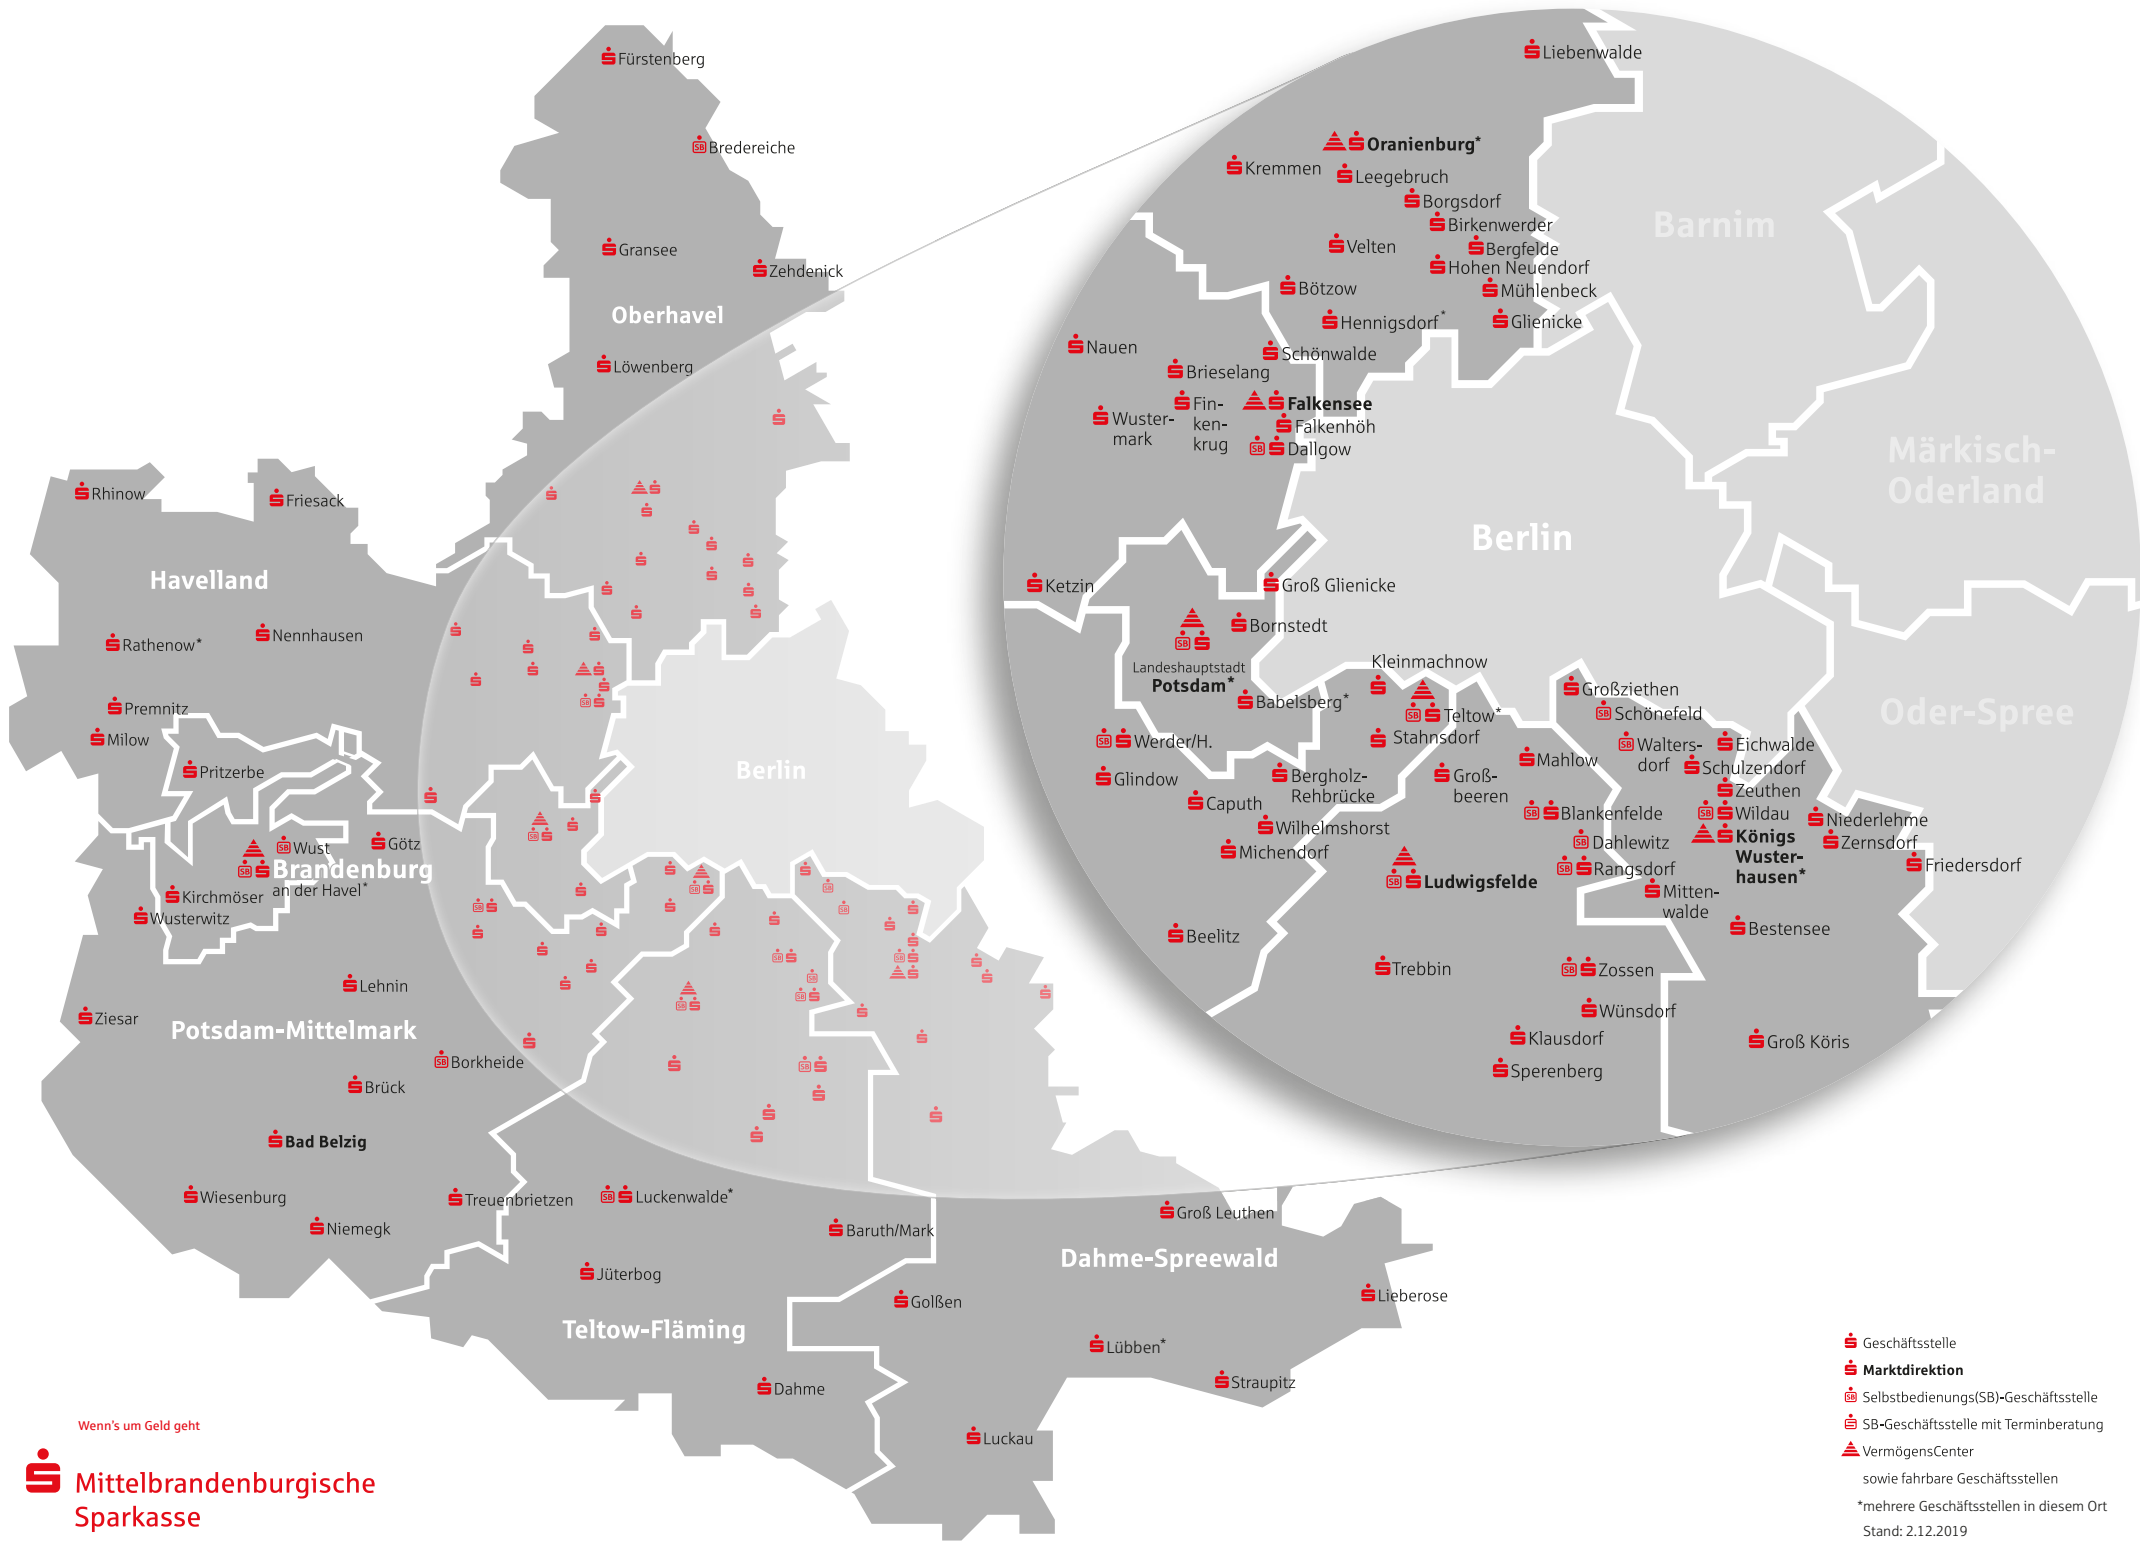 Fürstenberg
Bredereiche
Gransee
Zehdenick
Oberhavel
Löwenberg
Rhinow
Friesack
Havelland
Rathenow*
Nennhausen
Premnitz
Milow
Pritzerbe
Wust
Götz
Brandenburg
an der Havel*
Kirchmöser
Wusterwitz
Lehnin
Ziesar
Potsdam-Mittelmark
Borkheide
Brück
Bad Belzig
Wiesenburg
Treuenbrietzen
Niemegk
Luckenwalde*
Baruth/Mark
Jüterbog
Teltow-Fläming
Dahme
Berlin
Groß Leuthen
Dahme-Spreewald
Golßen
Lieberose
Lübben*
Straupitz
Luckau
Liebenwalde
Oranienburg*
Kremmen
Leegebruch
Borgsdorf
Birkenwerder
Velten
Bergfelde
Hohen Neuendorf
Bötzow
Mühlenbeck
Hennigsdorf*
Glienicke
Barnim
Nauen
Schönwalde
Brieselang
Fin-
ken-
krug
Falkensee
Wuster-
mark
Falkenhöh
Dallgow
Märkisch-
Oderland
Berlin
Ketzin
Groß Glienicke
Bornstedt
Landeshauptstadt
Potsdam*
Babelsberg*
Kleinmachnow
Teltow*
Stahnsdorf
Großziethen
Schönefeld
Oder-Spree
Werder/H.
Walters-
dorf
Eichwalde
Mahlow
Schulzendorf
Glindow
Bergholz-
Rehbrücke
Groß-
beeren
Zeuthen
Caputh
Blankenfelde
Wildau
Niederlehme
Wilhelmshorst
Königs
Wuster-
hausen*
Dahlewitz
Zernsdorf
Michendorf
Rangsdorf
Friedersdorf
Ludwigsfelde
Mitten-
walde
Bestensee
Beelitz
Trebbin
Zossen
Wünsdorf
Klausdorf
Groß Köris
Sperenberg
Geschäftsstelle
Marktdirektion
SB Selbstbedienungs(SB)-Geschäftsstelle
SB-Geschäftsstelle mit Terminberatung
VermögensCenter
sowie fahrbare Geschäftsstellen
*mehrere Geschäftsstellen in diesem Ort
Stand: 2.12.2019
Wenn's um Geld geht
Mittelbrandenburgische
Sparkasse